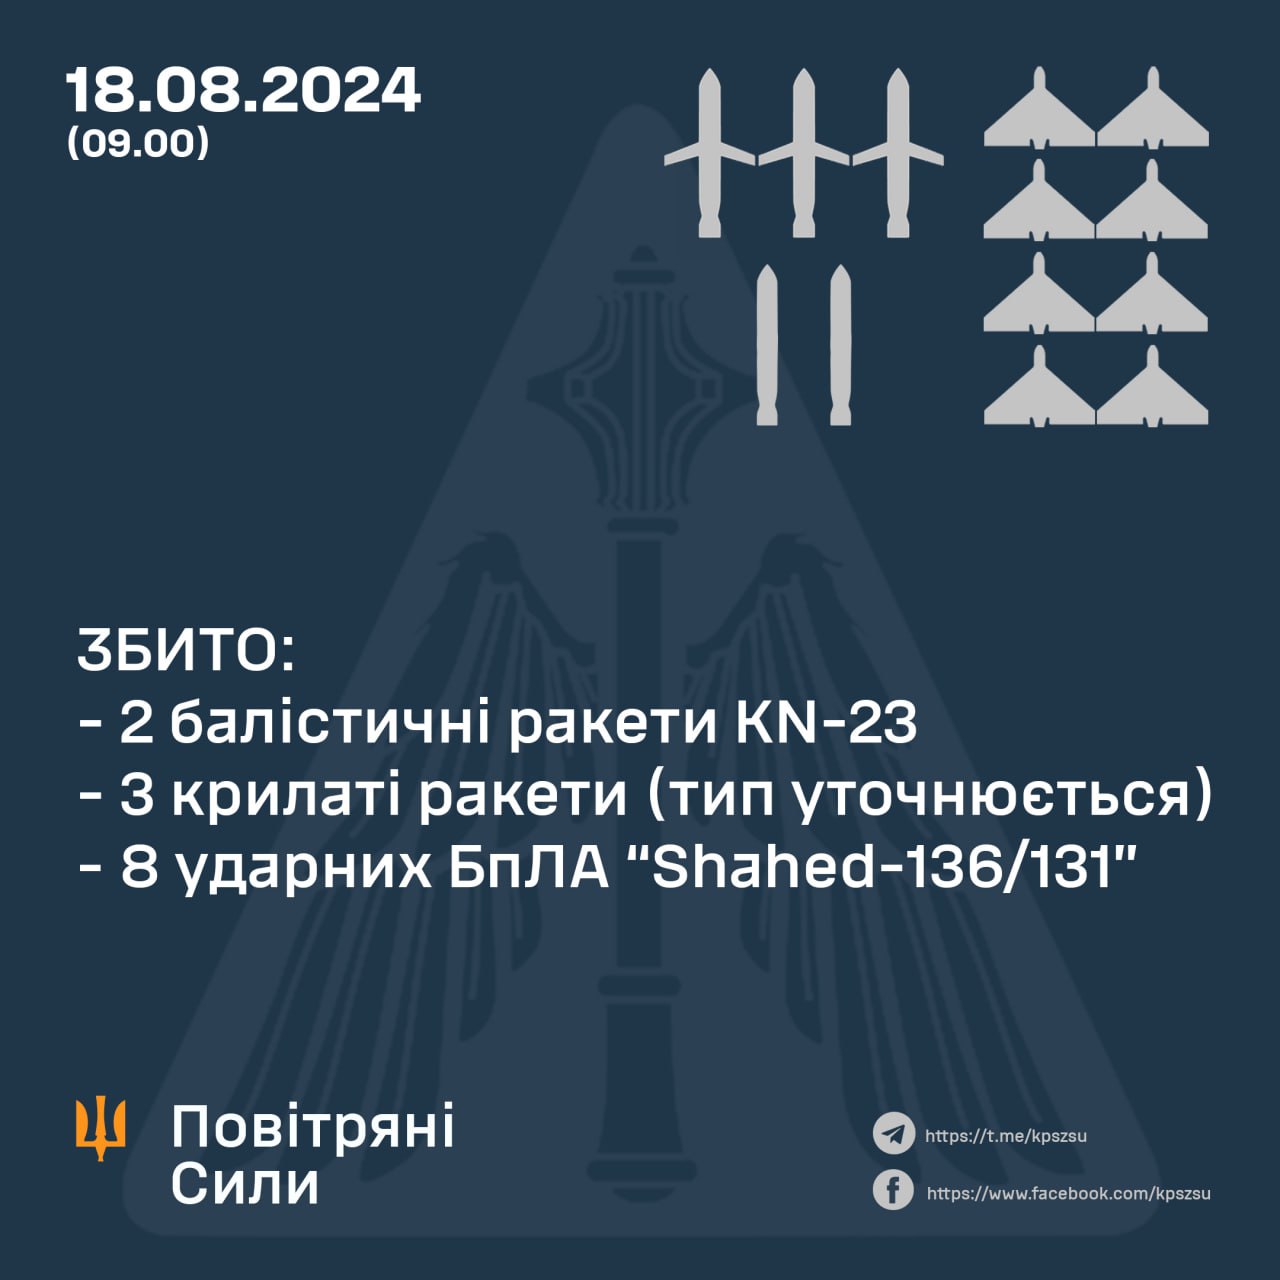 18.08.2024
(09.00)
ЗБИТО:
- 2 балістичні ракети KN-23
- 3 крилаті ракети (тип уточнюється)
- 8 ударних БпЛА “Shahed-136/131”
Повітряні
Сили
https://t.me/kpszsu
https://www.facebook.com/kpszsu